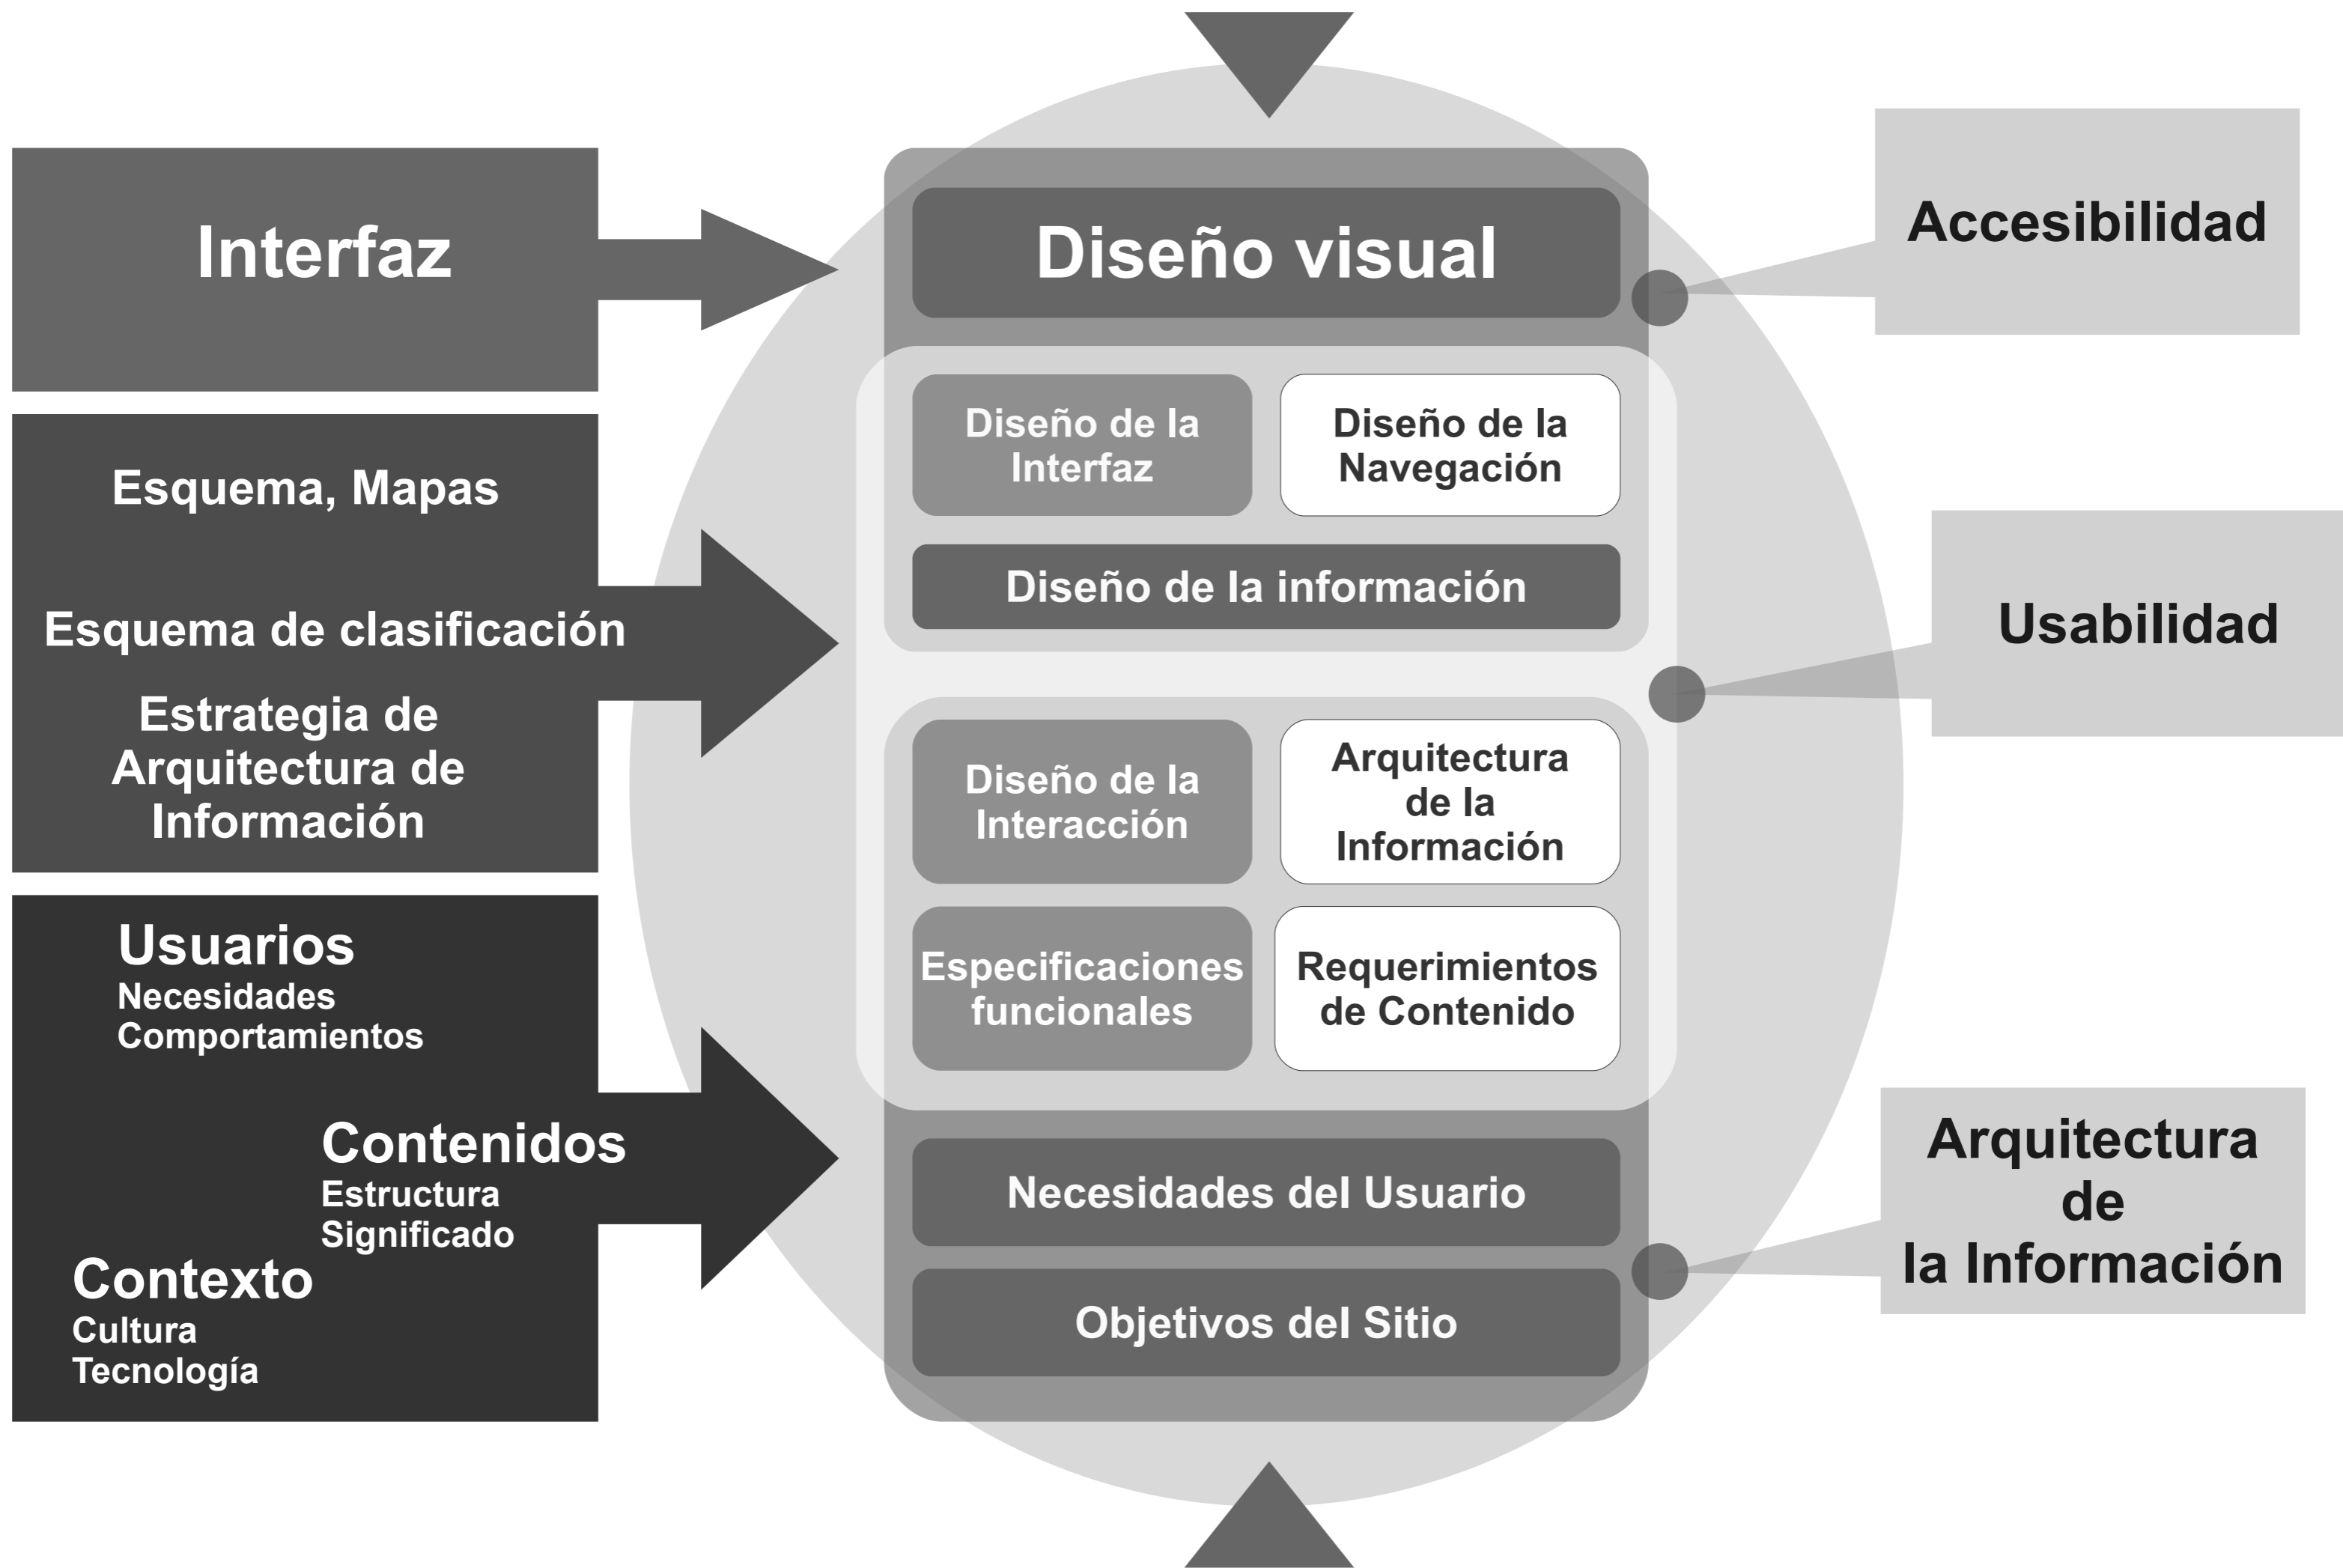 Interfaz
Esquema, Mapas
Esquema de clasificación
Estrategia de
Arquitectura de
Información
Usuarios
Necesidades
Comportamientos
Contenidos
Estructura
Significado
Contexto
Cultura
Tecnología
Diseño visual
Diseño de la
Interfaz
Diseño de la
Navegación
Diseño de la información
Diseño de la
Interacción
Arquitectura
de la
Información
Especificaciones
funcionales
Requerimientos
de Contenido
Necesidades del Usuario
Objetivos del Sitio
Accesibilidad
Usabilidad
Arquitectura
de
la Información